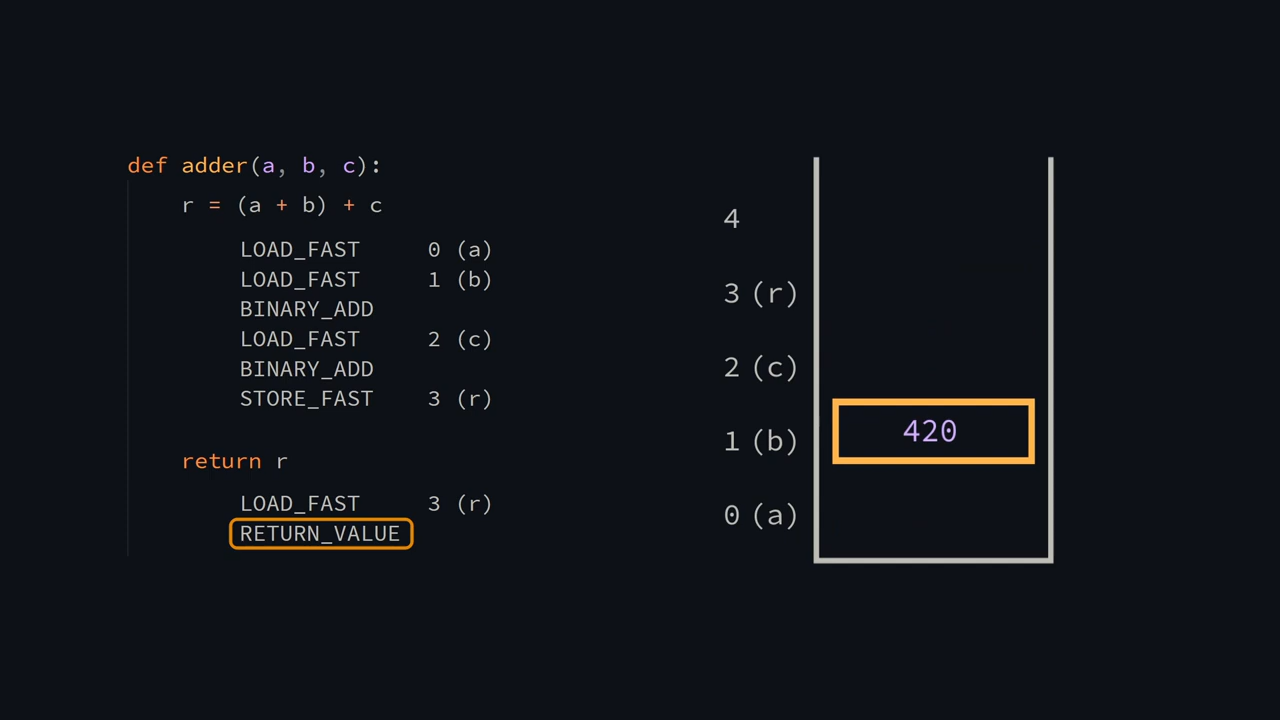 def adder(a, b, c):
r = (a + b) + c
LOAD_FAST 0 (a)
LOAD_FAST 1 (b)
BINARY_ADD
LOAD_FAST 2 (c)
BINARY_ADD
STORE_FAST 3 (r)
return r
LOAD_FAST 3 (r)
RETURN_VALUE
4
3 (r)
2 (c)
1 (b)
420
0 (a)